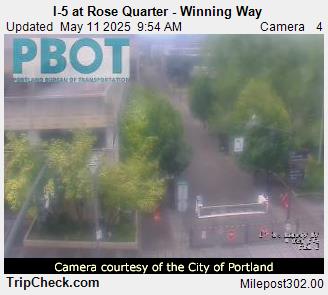 I-5 at Rose Quarter - Winning Way
Updated May 11 2025 9:54 AM Camera 4
PBOT
PORTLAND BUREAU OF TRANSPORTATION
Camera courtesy of the City of Portland
TripCheck.com Milepost302.00